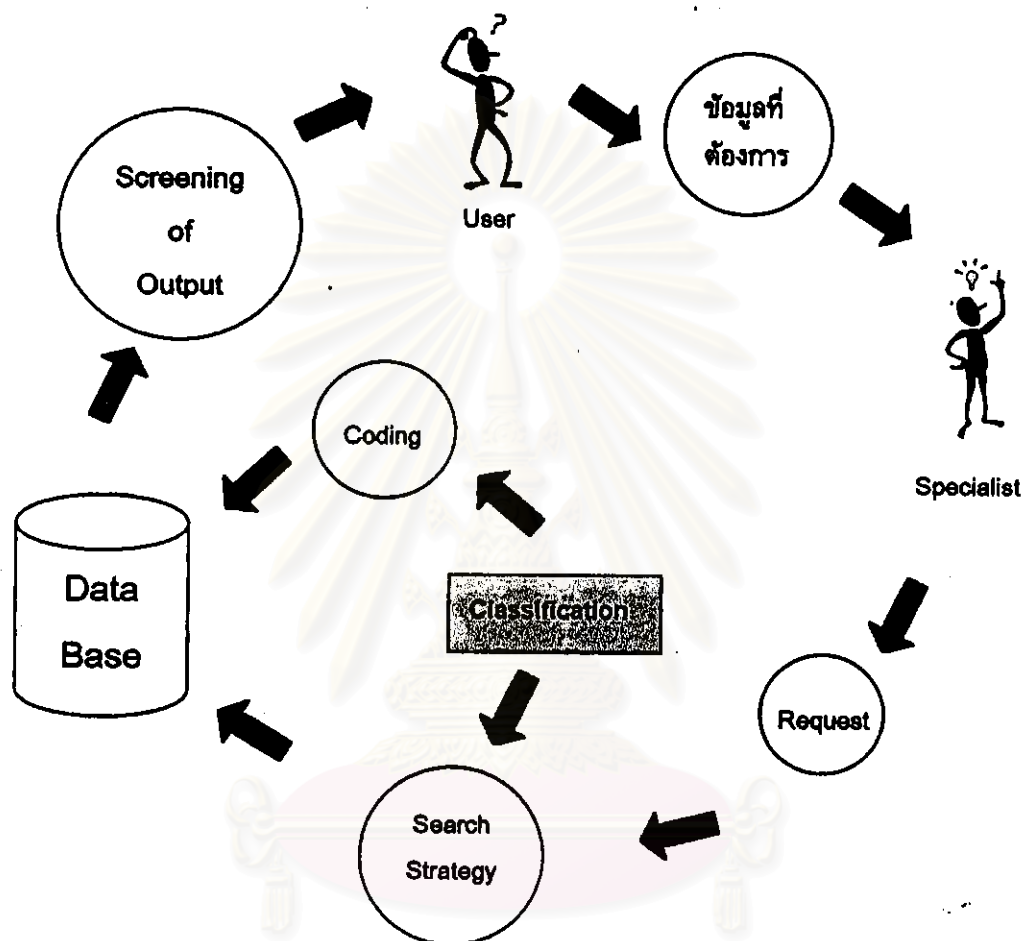 ?
User
ข้อมูลที่
ต้องการ
Screening
of
Output
Specialist
Coding
Classification
Data
Base
Request
Search
Strategy